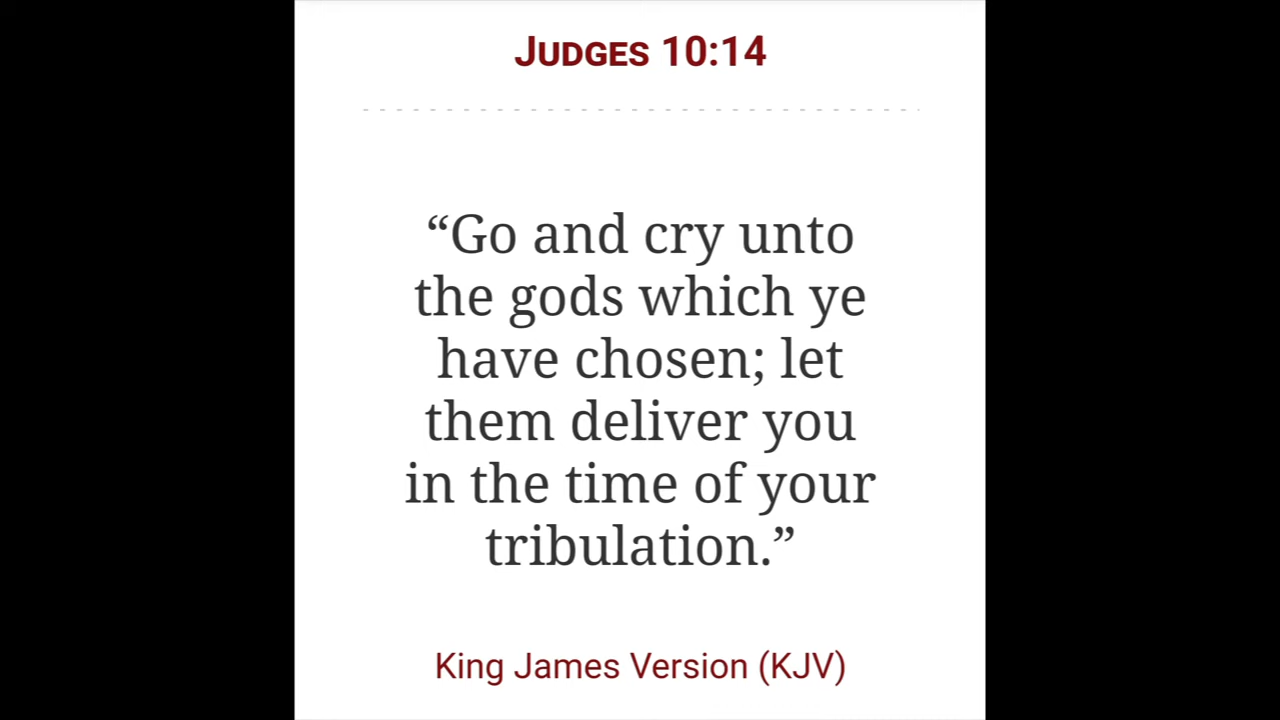 JUDGES 10:14
“Go and cry unto
the gods which ye
have chosen; let
them deliver you
in the time of your
tribulation.”
King James Version (KJV)